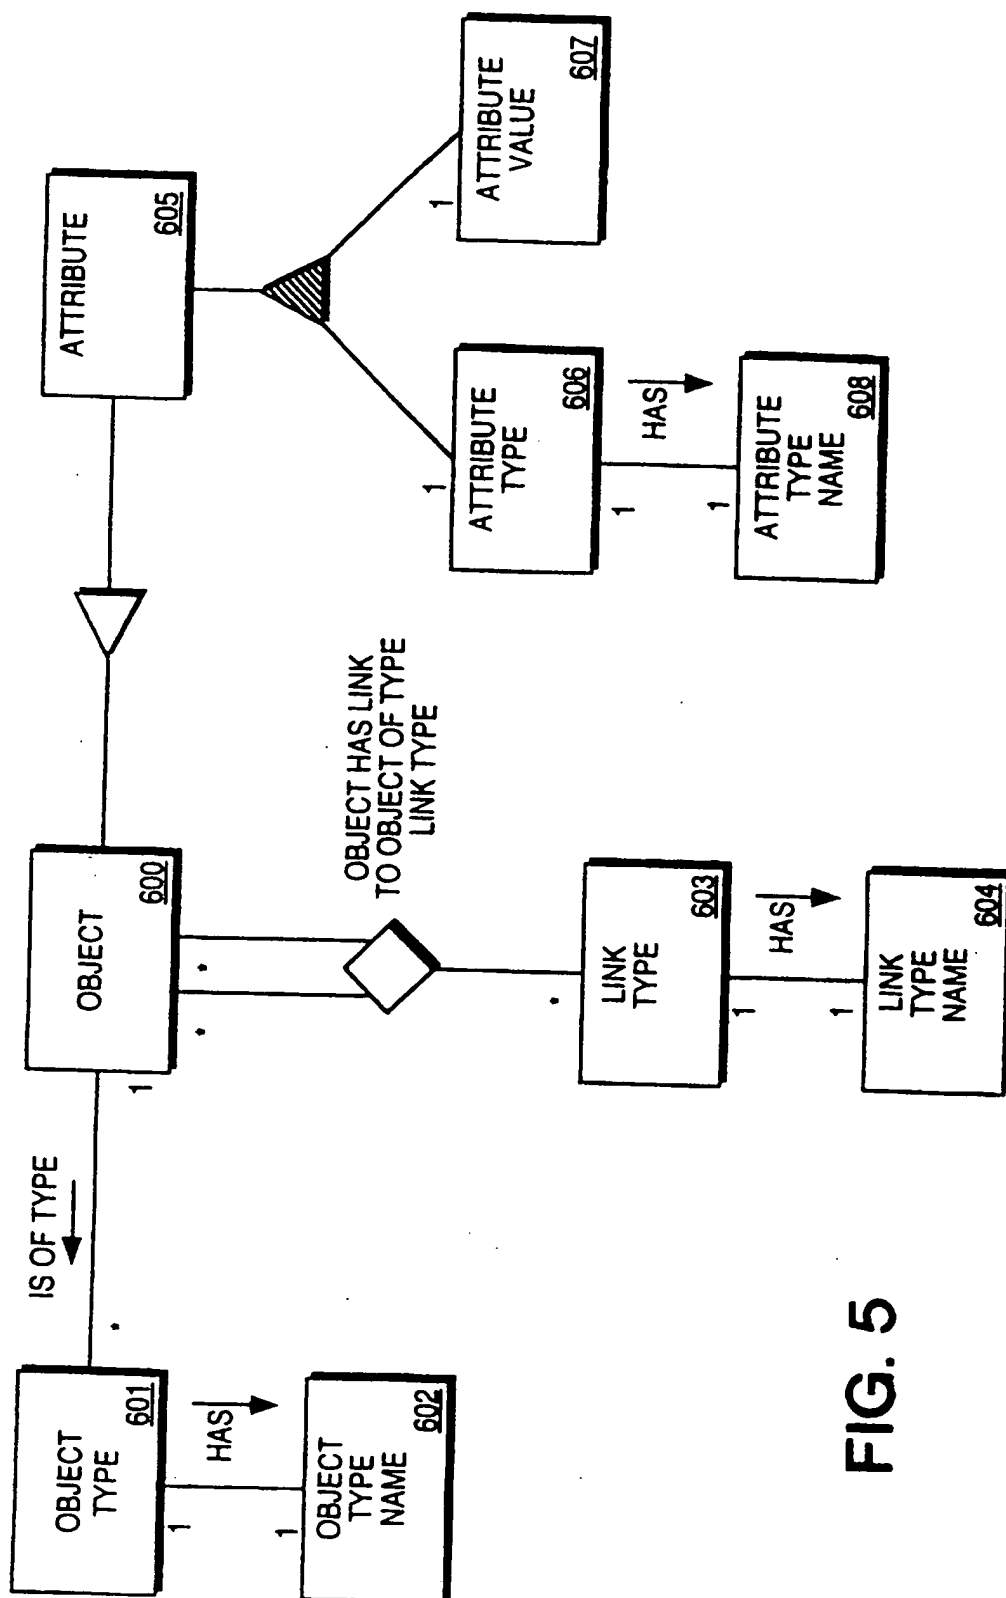 OBJECT
TYPE
601
1
HAS
1
OBJECT
TYPE
NAME
602
IS OF TYPE
*
1
OBJECT
600
*
*
OBJECT HAS LINK
TO OBJECT OF TYPE
LINK TYPE
*
LINK
TYPE
603
1
HAS
1
LINK
TYPE
NAME
604
ATTRIBUTE
605
1
1
ATTRIBUTE
TYPE
606
ATTRIBUTE
VALUE
607
1
HAS
1
ATTRIBUTE
TYPE
NAME
608
FIG. 5